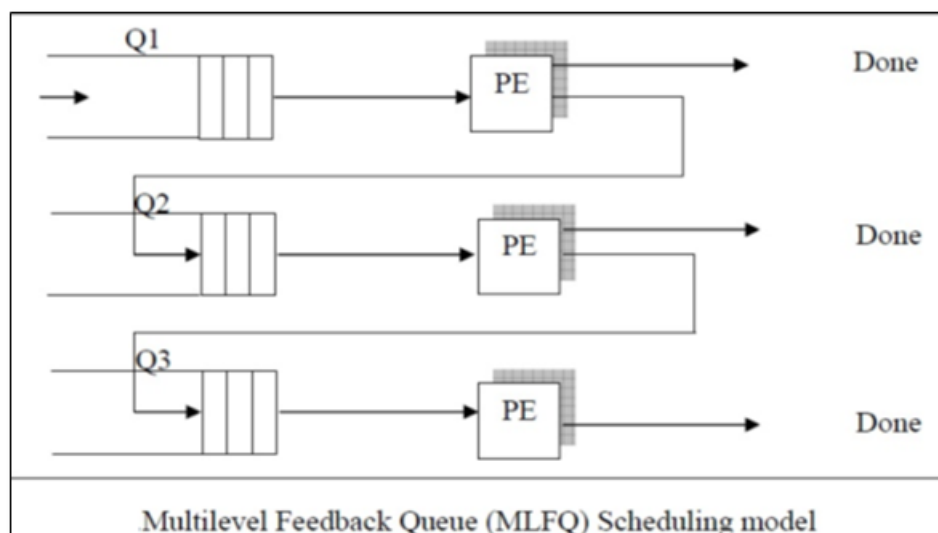 Q1
PE
Done
Q2
PE
Done
Q3
PE
Done
Multilevel Feedback Queue (MLFQ) Scheduling model